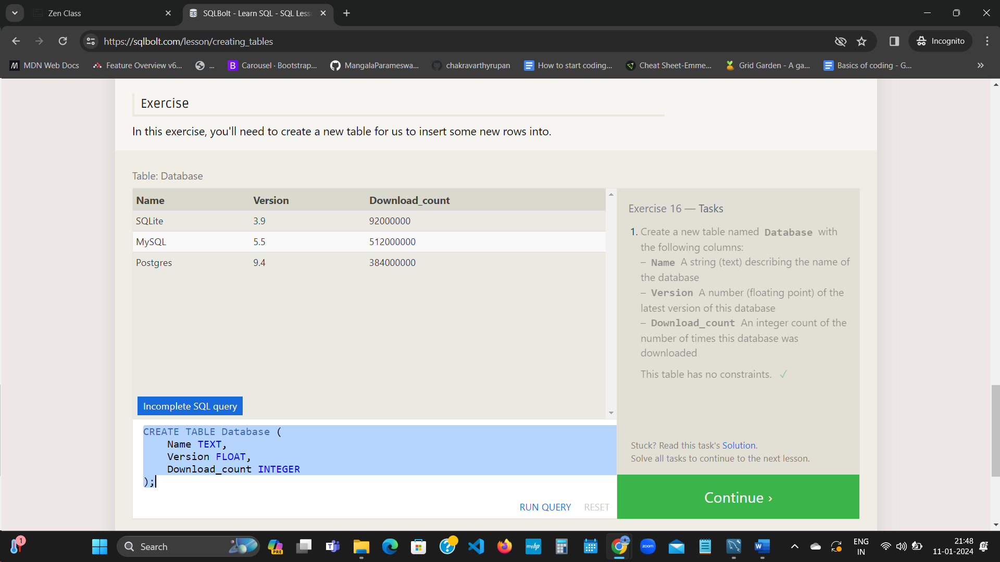 Zen Class
SQLBolt - Learn SQL - SQL Less
https://sqlbolt.com/lesson/creating_tables
Incognito
MDN Web Docs
Feature Overview v6...
...
Carousel · Bootstrap...
MangalaParameswa...
chakravarthyrupan
How to start coding...
Cheat Sheet-Emme...
Grid Garden - A ga...
Basics of coding - G...
Exercise
In this exercise, you'll need to create a new table for us to insert some new rows into.
Table: Database
Name Version Download_count
SQLite 3.9 92000000
MySQL 5.5 512000000
Postgres 9.4 384000000
Incomplete SQL query
CREATE TABLE Database (
Name TEXT,
Version FLOAT,
Download_count INTEGER
);
RUN QUERY RESET
Exercise 16 — Tasks
1. Create a new table named Database with
the following columns:
– Name A string (text) describing the name of
the database
– Version A number (floating point) of the
latest version of this database
– Download_count An integer count of the
number of times this database was
downloaded
This table has no constraints. ✓
Stuck? Read this task's Solution.
Solve all tasks to continue to the next lesson.
Continue ›
1
Search
PRE
myhp
zoom
ENG
IN
21:48
11-01-2024